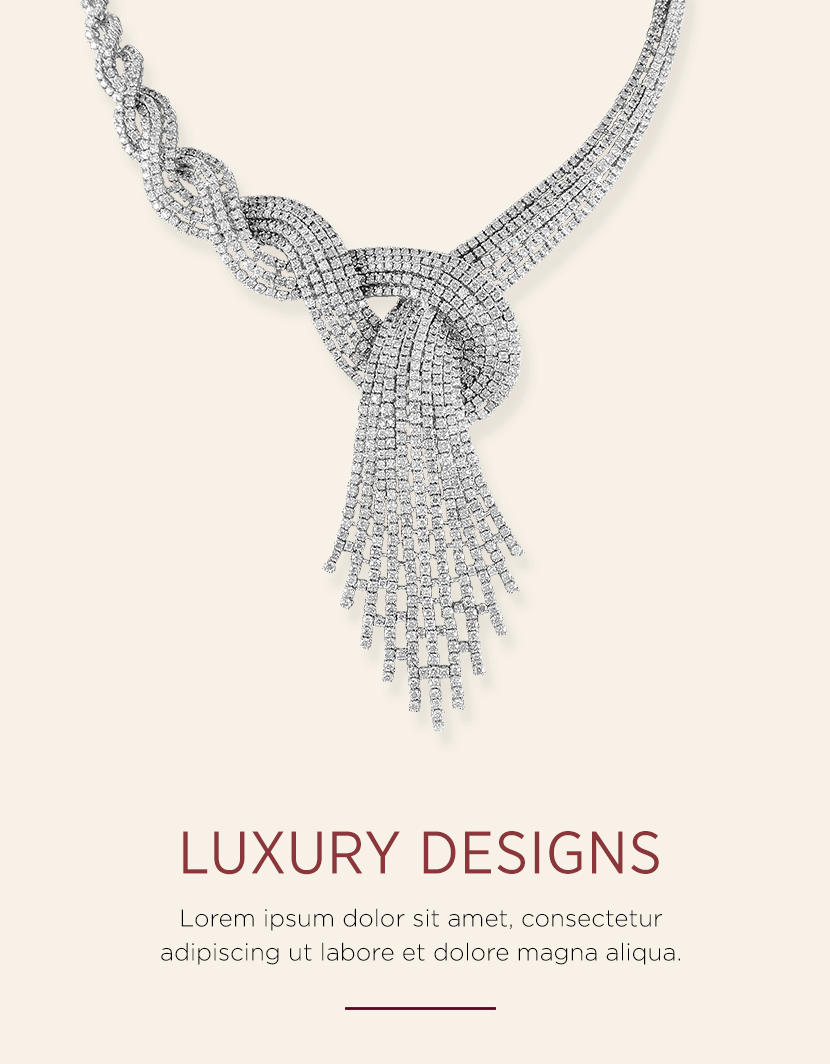 LUXURY DESIGNS
Lorem ipsum dolor sit amet, consectetur
adipiscing ut labore et dolore magna aliqua.